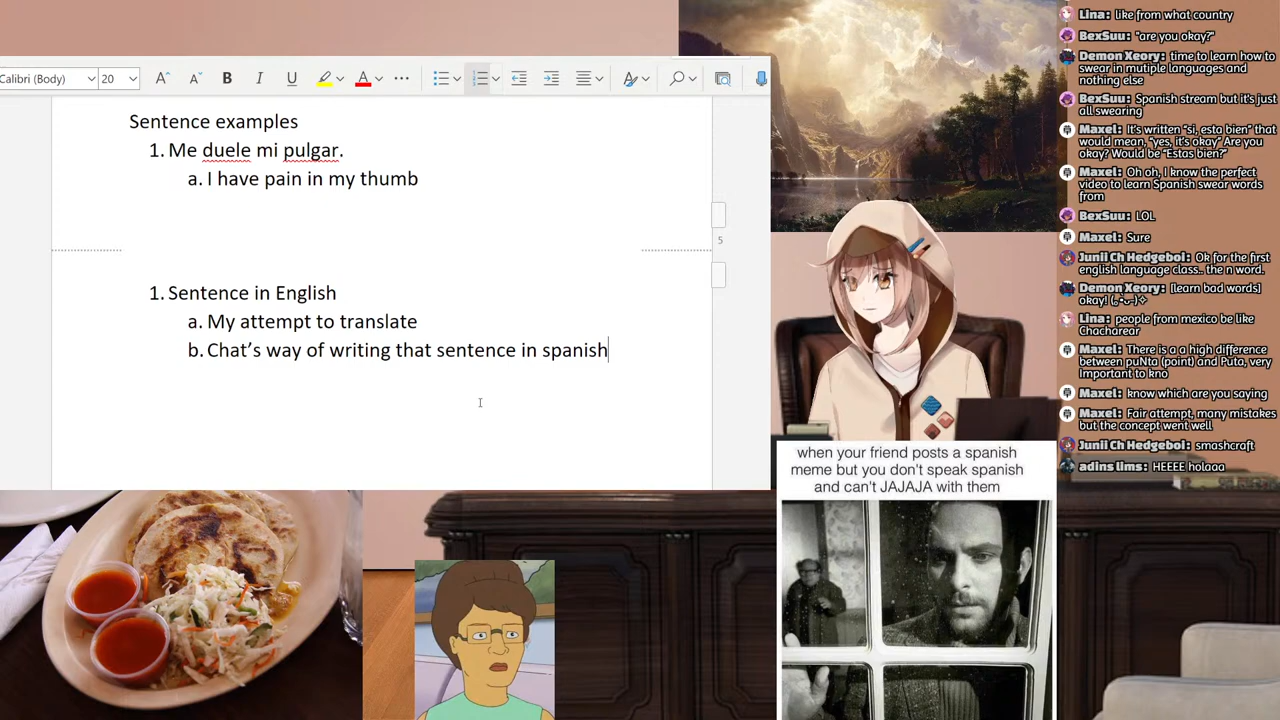 Calibri (Body)
20
Sentence examples
1. Me duele mi pulgar.
a. I have pain in my thumb
5
1. Sentence in English
a. My attempt to translate
b. Chat’s way of writing that sentence in spanish
when your friend posts a spanish
meme but you don't speak spanish
and can't JAJAJA with them
Lina: like from what country
BexSuu: "are you okay?"
Demon Xeory: time to learn how to
swear in mutiple languages and
nothing else
BexSuu: Spanish stream but it's just
all swearing
Maxel: It's written "si, esta bien" that
would mean, "yes, it's okay" Are you
okay? Would be "Estas bien?"
Maxel: Oh oh, I know the perfect
video to learn Spanish swear words
from
BexSuu: LOL
Maxel: Sure
Junii Ch Hedgeboi: Ok for the first
english language class.. the n word.
Demon Xeory: [learn bad words]
okay!
Lina: people from mexico be like
Chacharear
Maxel: There is a a high difference
between puNta (point) and Puta, very
Important to kno
Maxel: know which are you saying
Maxel: Fair attempt, many mistakes
but the concept went well
Junii Ch Hedgeboi: smashcraft
adins lims: HEEEE holaaa